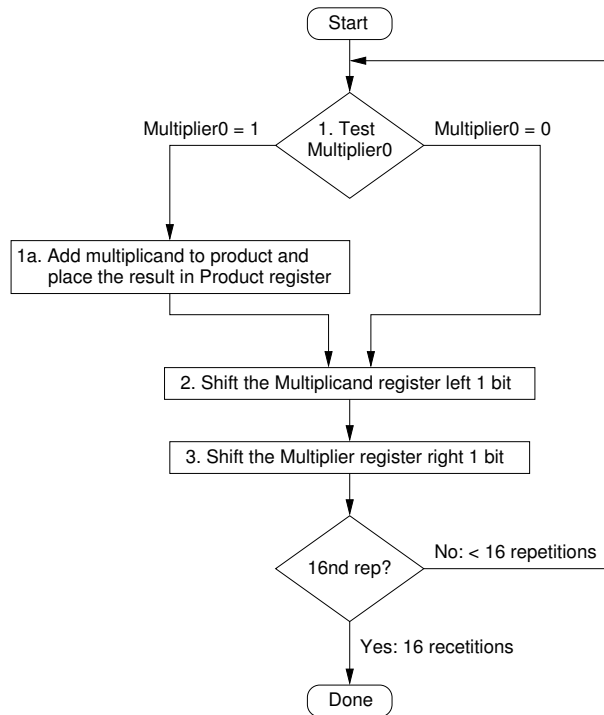 Start
Multiplier0 = 1
1. Test
Multiplier0
Multiplier0 = 0
1a. Add multiplicand to product and
place the result in Product register
2. Shift the Multiplicand register left 1 bit
3. Shift the Multiplier register right 1 bit
16nd rep?
No: < 16 repetitions
Yes: 16 recetitions
Done